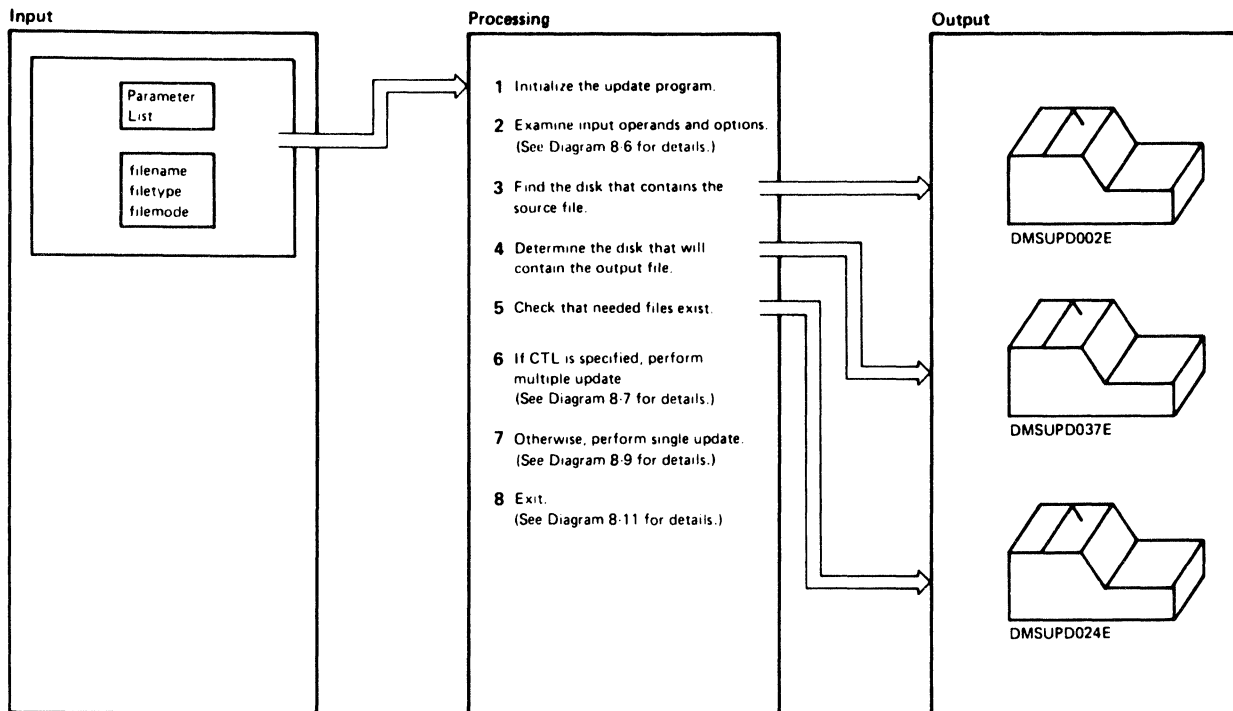 Input
Parameter
List
filename
filetype
filemode
Processing
1 Initialize the update program.
2 Examine input operands and options.
(See Diagram 8-6 for details.)
3 Find the disk that contains the
source file.
4 Determine the disk that will
contain the output file.
5 Check that needed files exist.
6 If CTL is specified, perform
multiple update
(See Diagram 8-7 for details.)
7 Otherwise, perform single update.
(See Diagram 8-9 for details.)
8 Exit.
(See Diagram 8-11 for details.)
Output
DMSUPD002E
DMSUPD037E
DMSUPD024E